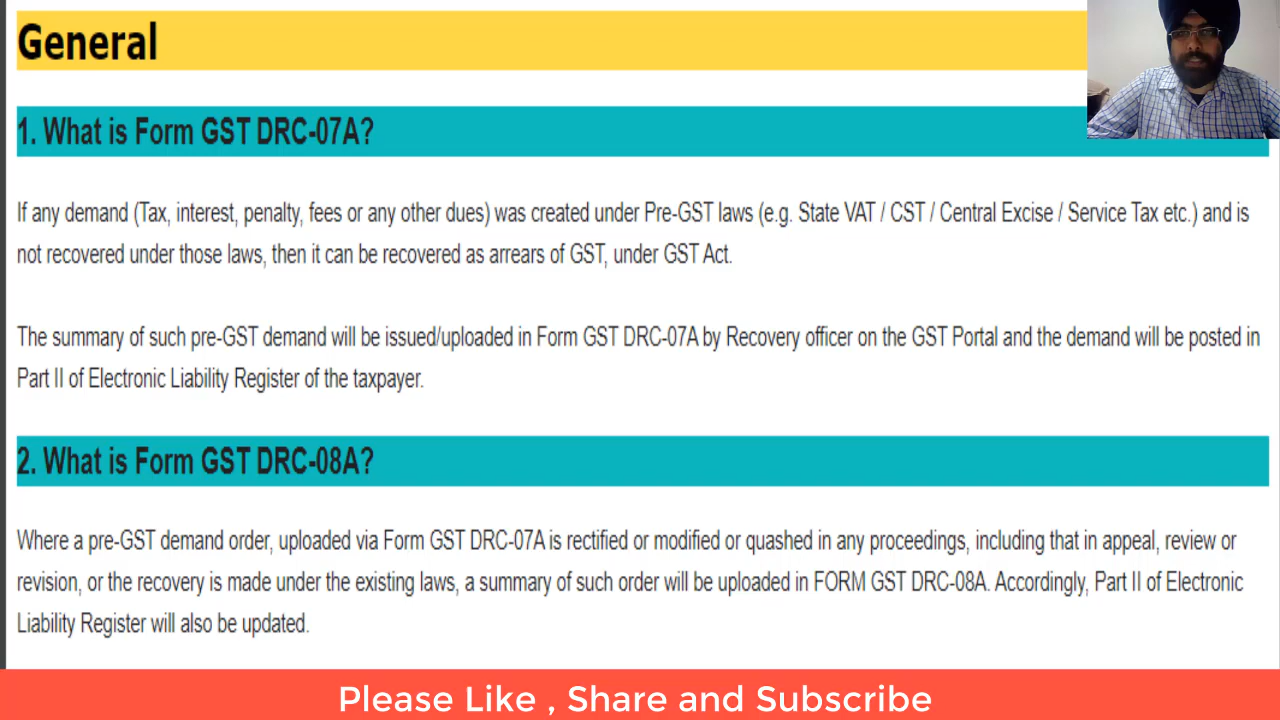 General
1. What is Form GST DRC-07A?
If any demand (Tax, interest, penalty, fees or any other dues) was created under Pre-GST laws (e.g. State VAT / CST / Central Excise / Service Tax etc.) and is
not recovered under those laws, then it can be recovered as arrears of GST, under GST Act.
The summary of such pre-GST demand will be issued/uploaded in Form GST DRC-07A by Recovery officer on the GST Portal and the demand will be posted in
Part II of Electronic Liability Register of the taxpayer.
2. What is Form GST DRC-08A?
Where a pre-GST demand order, uploaded via Form GST DRC-07A is rectified or modified or quashed in any proceedings, including that in appeal, review or
revision, or the recovery is made under the existing laws, a summary of such order will be uploaded in FORM GST DRC-08A. Accordingly, Part II of Electronic
Liability Register will also be updated.
Please Like , Share and Subscribe